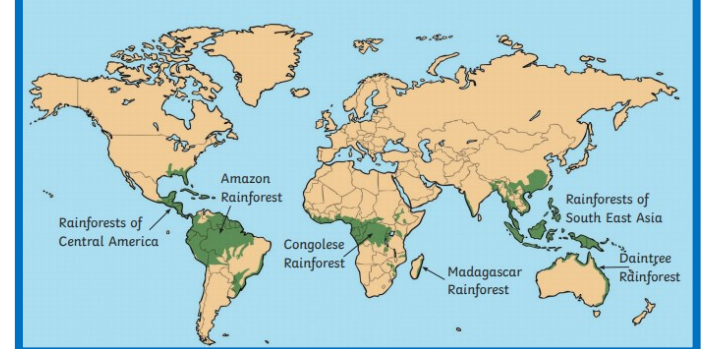 Amazon
Rainforest
Rainforests of
Central America
Congolese
Rainforest
Madagascar
Rainforest
Rainforests of
South East Asia
Daintree
Rainforest